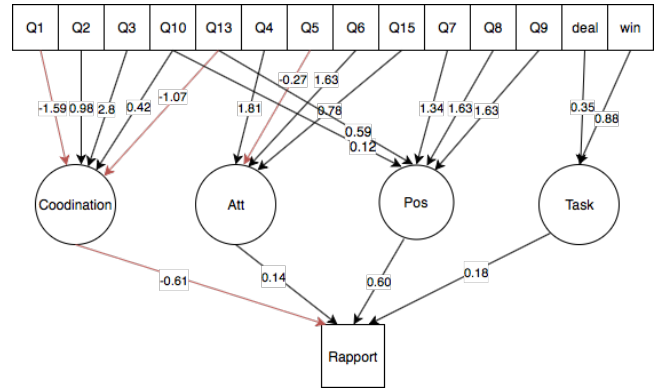 Q1 Q2 Q3 Q10 Q13 Q4 Q5 Q6 Q15 Q7 Q8 Q9 deal win
-0.27 1.63
-1.59 0.98 2.8 0.42 -1.07 1.81 0.78 1.34 1.63 1.63 0.35
0.88
0.59
0.12
Coodination Att Pos Task
-0.61 0.14 0.60 0.18
Rapport